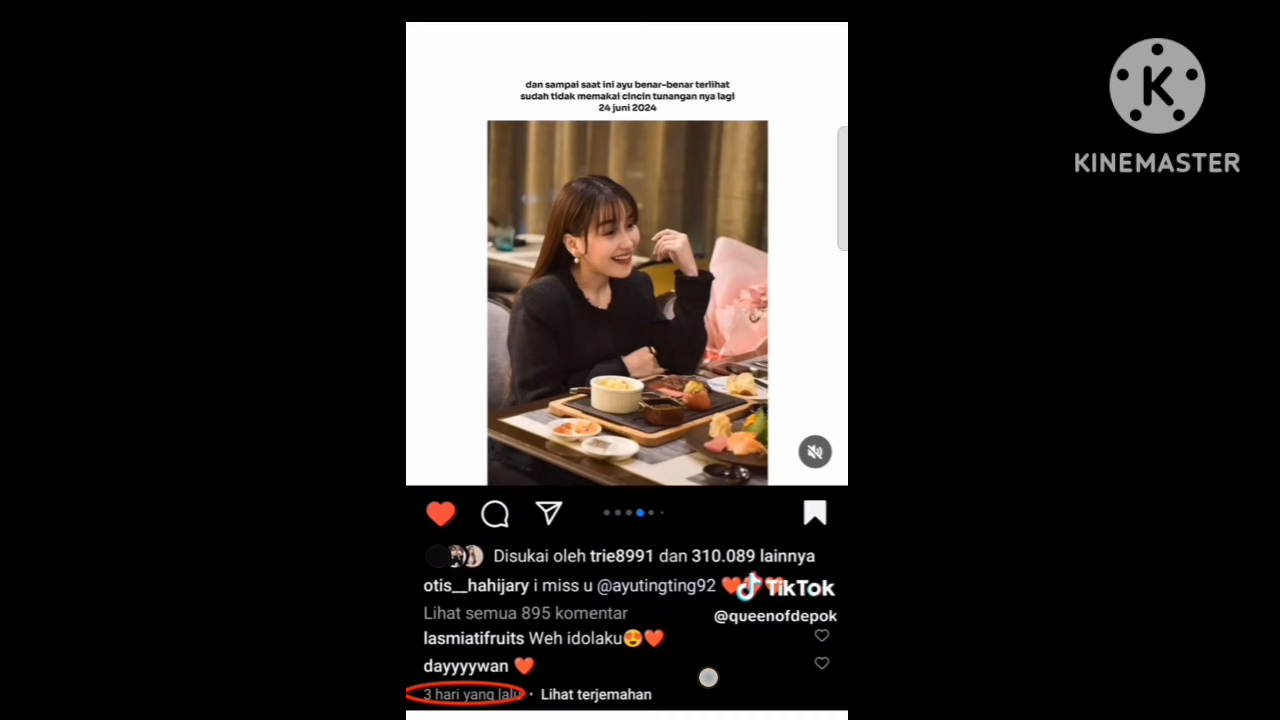 dan sampai saat ini ayu benar-benar terlihat
sudah tidak memakai cincin tunangan nya lagi
24 juni 2024
K
KINEMASTER
Disukai oleh trie8991 dan 310.089 lainnya
otis__hahijary i miss u @ayutingting92 ❤️❤️❤️
TikTok
Lihat semua 895 komentar
@queenofdepok
lasmiatifruits Weh idolaku😍❤️
dayyyywan ❤️
3 hari yang lalu · Lihat terjemahan